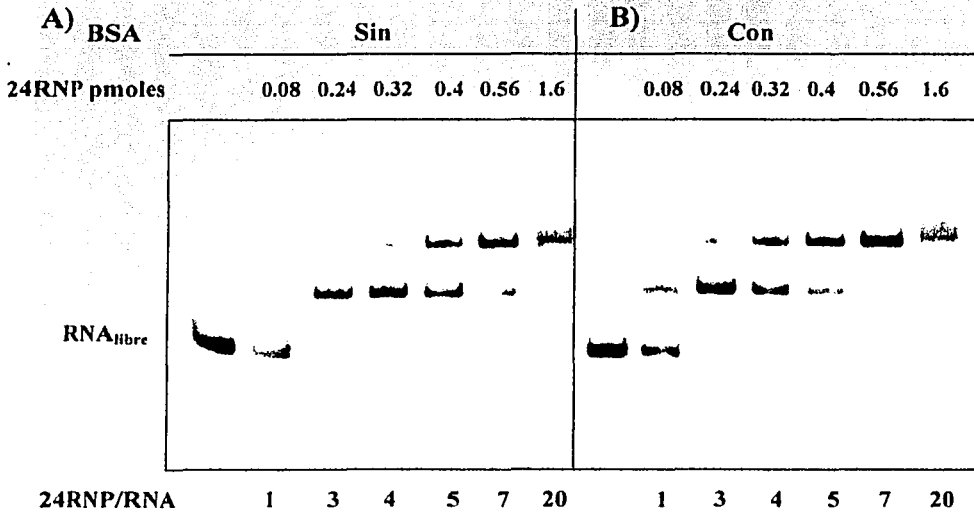 A) BSA Sin B) Con
24RNP pmoles 0.08 0.24 0.32 0.4 0.56 1.6 0.08 0.24 0.32 0.4 0.56 1.6
RNAlibre
24RNP/RNA 1 3 4 5 7 20 1 3 4 5 7 20